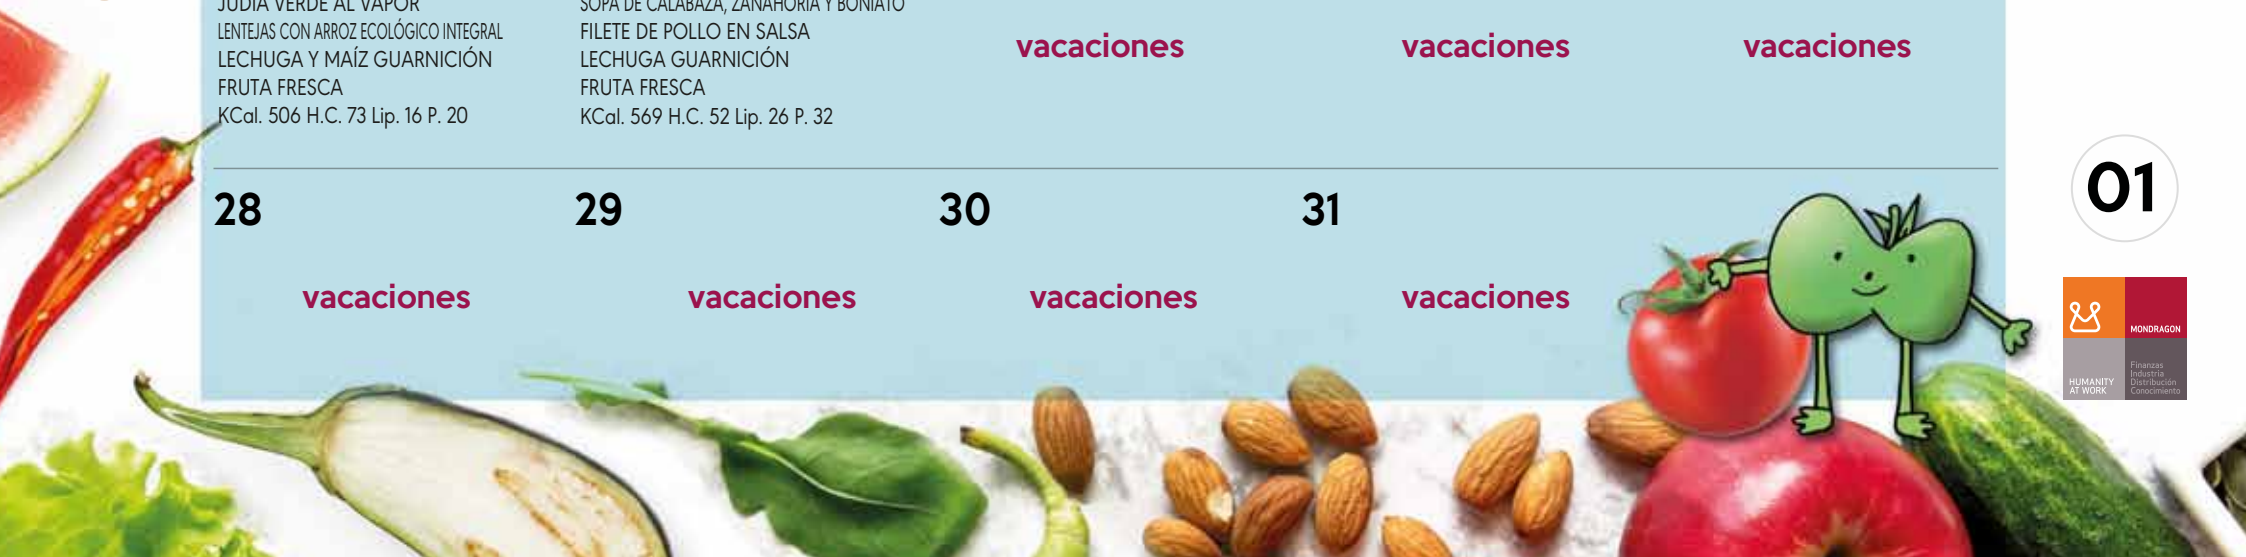 JUDÍA VERDE AL VAPOR
LENTEJAS CON ARROZ ECOLÓGICO INTEGRAL
LECHUGA Y MAÍZ GUARNICIÓN
FRUTA FRESCA
KCal. 506 H.C. 73 Lip. 16 P. 20
SOPA DE CALABAZA, ZANAHORIA Y BONIATO
FILETE DE POLLO EN SALSA
LECHUGA GUARNICIÓN
FRUTA FRESCA
KCal. 569 H.C. 52 Lip. 26 P. 32
vacaciones
vacaciones
vacaciones
28
vacaciones
29
vacaciones
30
vacaciones
31
vacaciones
01
MONDRAGON
HUMANITY
AT WORK
Finanzas
Industria
Distribución
Conocimiento